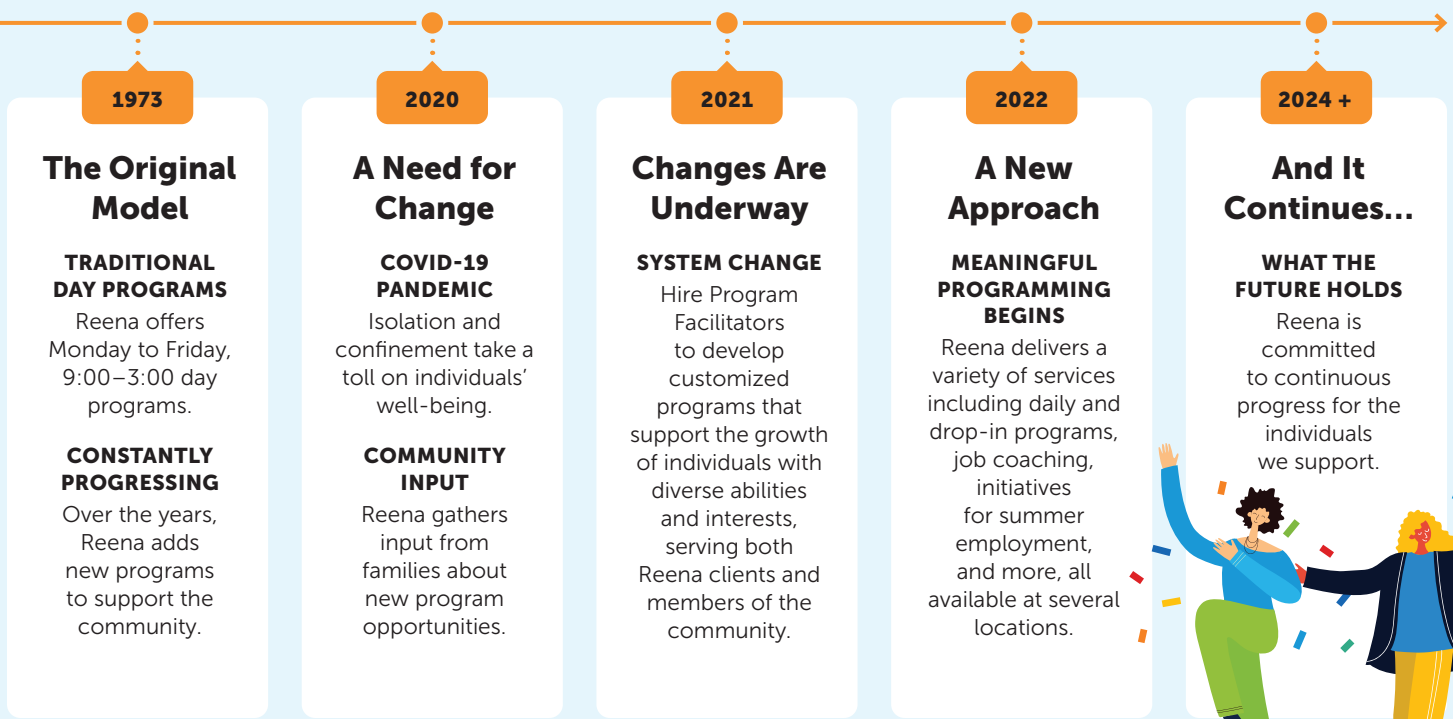 1973
The Original
Model
TRADITIONAL
DAY PROGRAMS
Reena offers
Monday to Friday,
9:00–3:00 day
programs.
CONSTANTLY
PROGRESSING
Over the years,
Reena adds
new programs
to support the
community.
2020
A Need for
Change
COVID-19
PANDEMIC
Isolation and
confinement take a
toll on individuals’
well-being.
COMMUNITY
INPUT
Reena gathers
input from
families about
new program
opportunities.
2021
Changes Are
Underway
SYSTEM CHANGE
Hire Program
Facilitators
to develop
customized
programs that
support the growth
of individuals with
diverse abilities
and interests,
serving both
Reena clients and
members of the
community.
2022
A New
Approach
MEANINGFUL
PROGRAMMING
BEGINS
Reena delivers a
variety of services
including daily and
drop-in programs,
job coaching,
initiatives
for summer
employment,
and more, all
available at several
locations.
2024 +
And It
Continues...
WHAT THE
FUTURE HOLDS
Reena is
committed
to continuous
progress for the
individuals
we support.